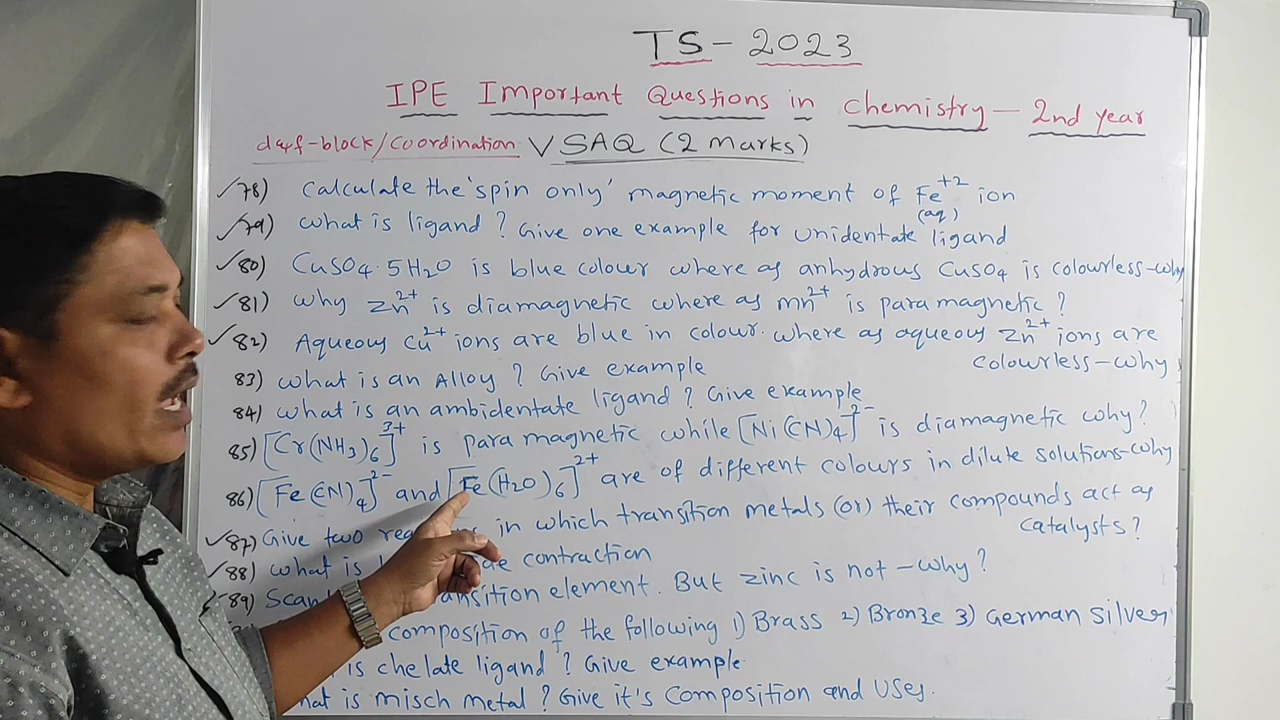 TS - 2023
IPE Important Questions in chemistry - 2nd year
d&f-block/coordination VSAQ (2 marks)
78) calculate the 'spin only' magnetic moment of Fe+2(aq) ion
79) what is ligand? Give one example for unidentate ligand
80) CuSO4.5H2O is blue colour where as anhydrous CuSO4 is colourless-why
81) why Zn2+ is diamagnetic where as mn2+ is para magnetic?
82) Aqueous Cu2+ ions are blue in colour. where as aqueous Zn2+ ions are
colourless-why
83) what is an Alloy? Give example
84) what is an ambidentate ligand? Give example
85) [Cr(NH3)6]3+ is para magnetic while [Ni(CN)4]2- is diamagnetic why?
86) [Fe(CN)4]2- and [Fe(H2O)6]2+ are of different colours in dilute solutions-why
87) Give two in which transition metals (or) their compounds act as
catalysts?
88) what is contraction
89) element. But zinc is not - why?
composition of the following 1) Brass 2) Bronze 3) German Silver
is chelate ligand? Give example
is misch metal? Give it's composition and uses.